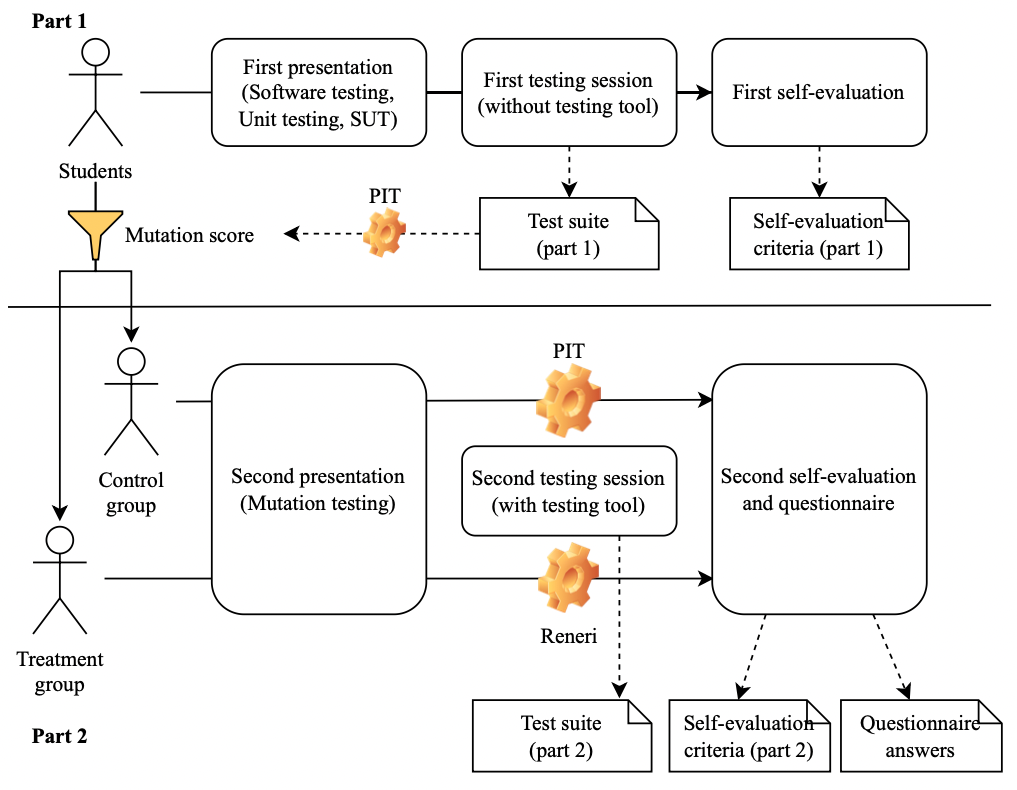 Part 1
First presentation
(Software testing,
Unit testing, SUT)
First testing session
(without testing tool)
First self-evaluation
Students
PIT
Mutation score
Test suite
(part 1)
Self-evaluation
criteria (part 1)
PIT
Control
group
Second presentation
(Mutation testing)
Second testing session
(with testing tool)
Second self-evaluation
and questionnaire
Reneri
Treatment
group
Part 2
Test suite
(part 2)
Self-evaluation
criteria (part 2)
Questionnaire
answers